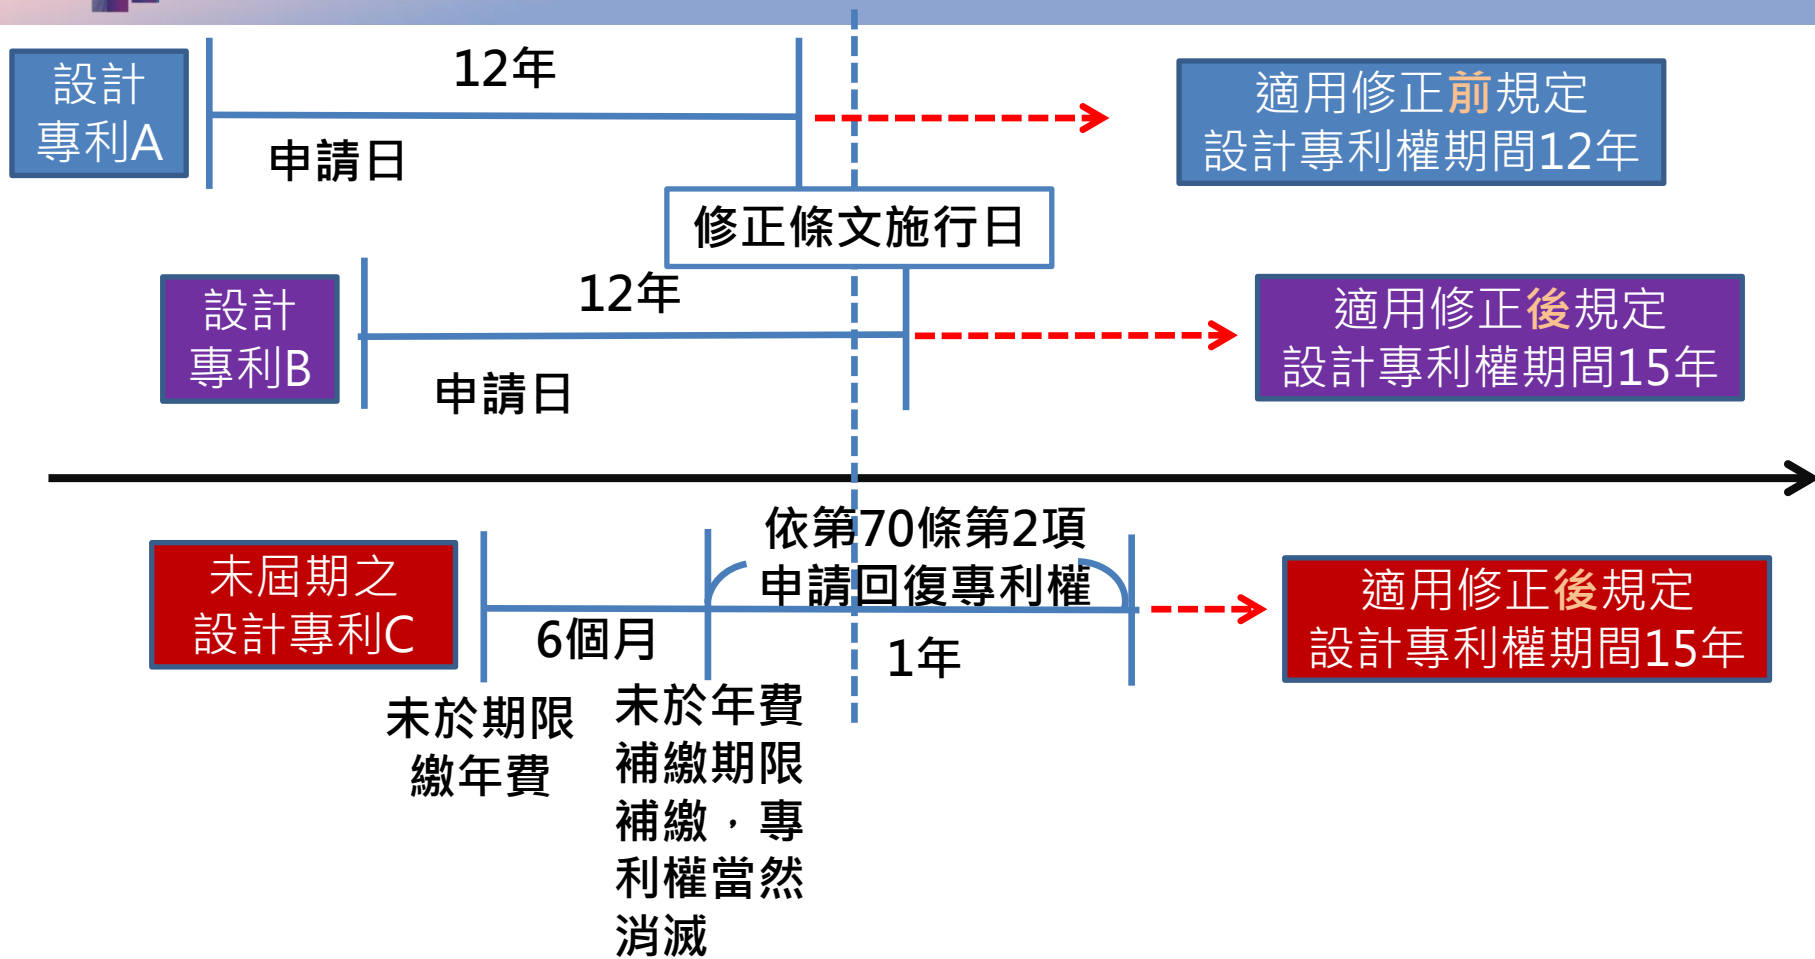 設計
專利A
12年
申請日
適用修正前規定
設計專利權期間12年
修正條文施行日
設計
專利B
12年
申請日
適用修正後規定
設計專利權期間15年
未屆期之
設計專利C
6個月
依第70條第2項
申請回復專利權
1年
適用修正後規定
設計專利權期間15年
未於期限
繳年費
未於年費
補繳期限
補繳，專
利權當然
消滅